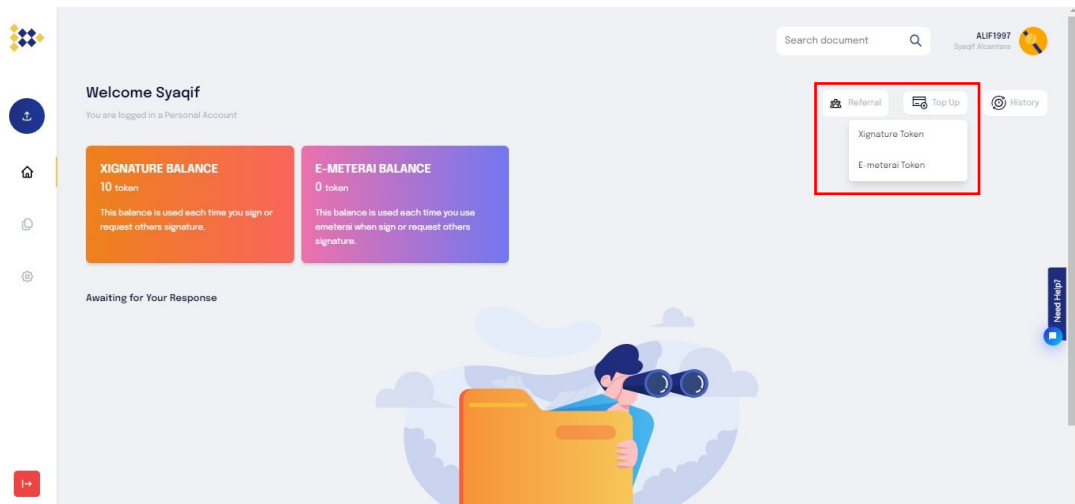 Search document
ALIF1997
Syaqif Alcantara
Welcome Syaqif
You are logged in a Personal Account
Referral
Top Up
History
Xignature Token
E-meterai Token
XIGNATURE BALANCE
10 token
This balance is used each time you sign or
request others signature.
E-METERAI BALANCE
0 token
This balance is used each time you use
emeterai when sign or request others
signature.
Awaiting for Your Response
Need Help?